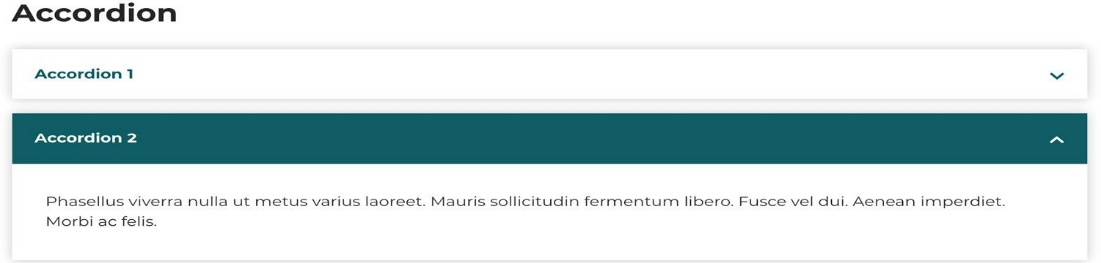 Accordion
Accordion 1
Accordion 2
Phasellus viverra nulla ut metus varius laoreet. Mauris sollicitudin fermentum libero. Fusce vel dui. Aenean imperdiet.
Morbi ac felis.